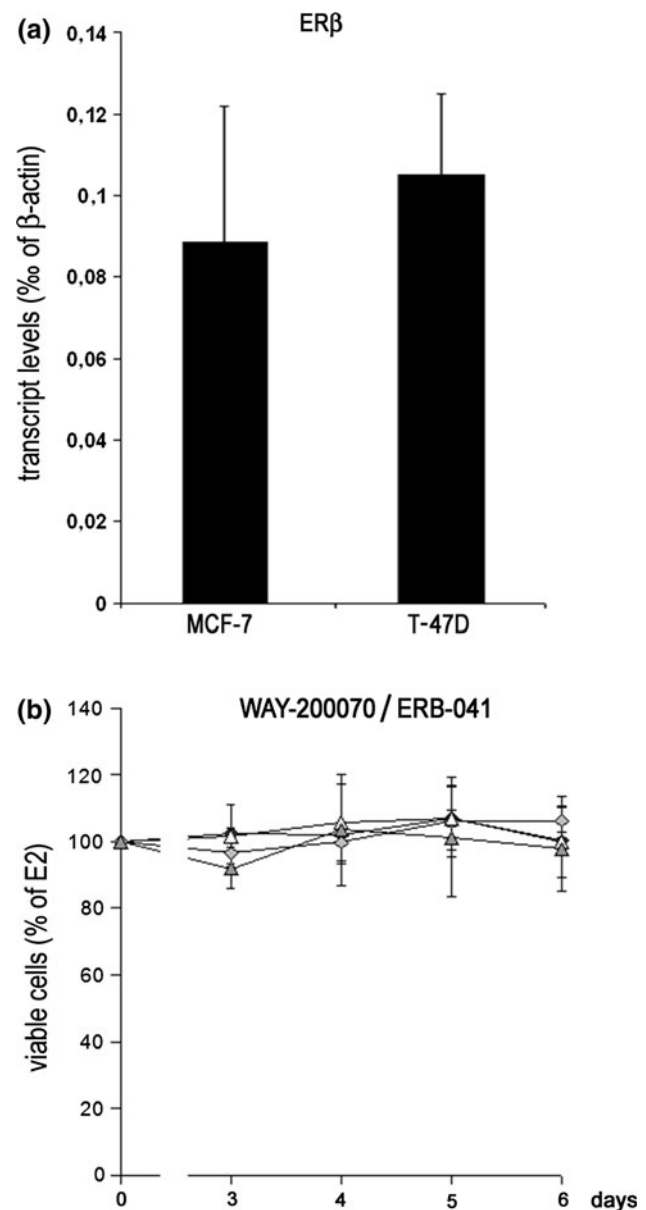 (a)
ERβ
transcript levels (‰ of β-actin)
0,14
0,12
0,1
0,08
0,06
0,04
0,02
0
MCF-7 T-47D
(b)
WAY-200070 / ERB-041
viable cells (% of E2)
140
120
100
80
60
40
20
0
0 3 4 5 6 days